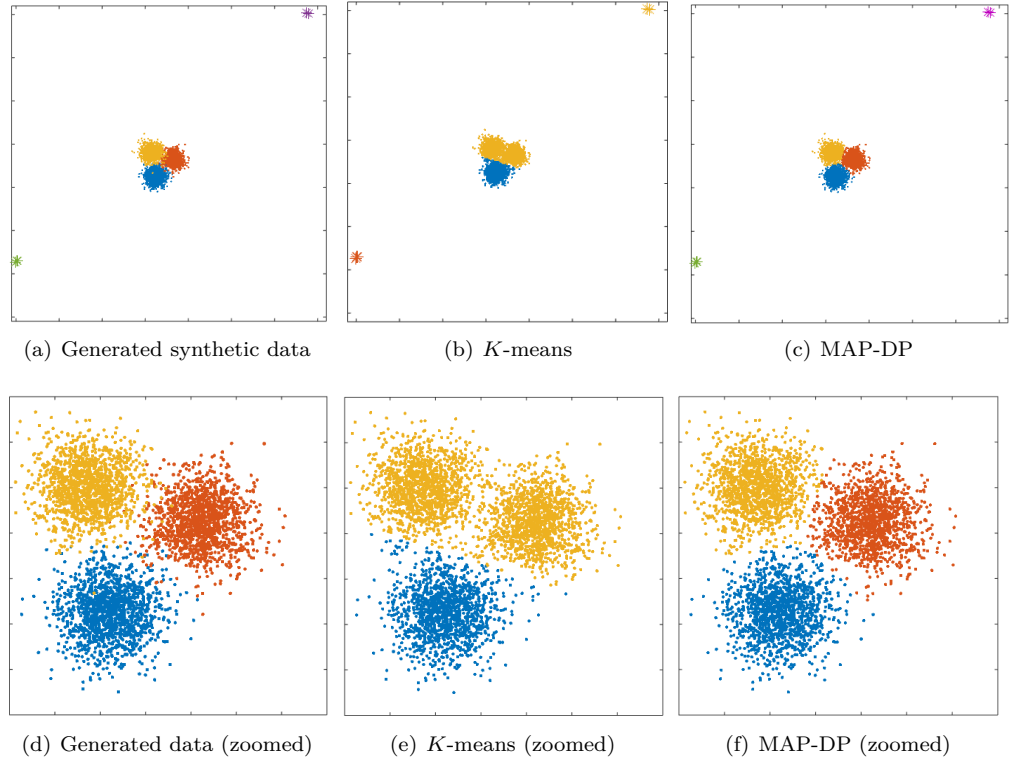 (a) Generated synthetic data
(b) K-means
(c) MAP-DP
(d) Generated data (zoomed)
(e) K-means (zoomed)
(f) MAP-DP (zoomed)